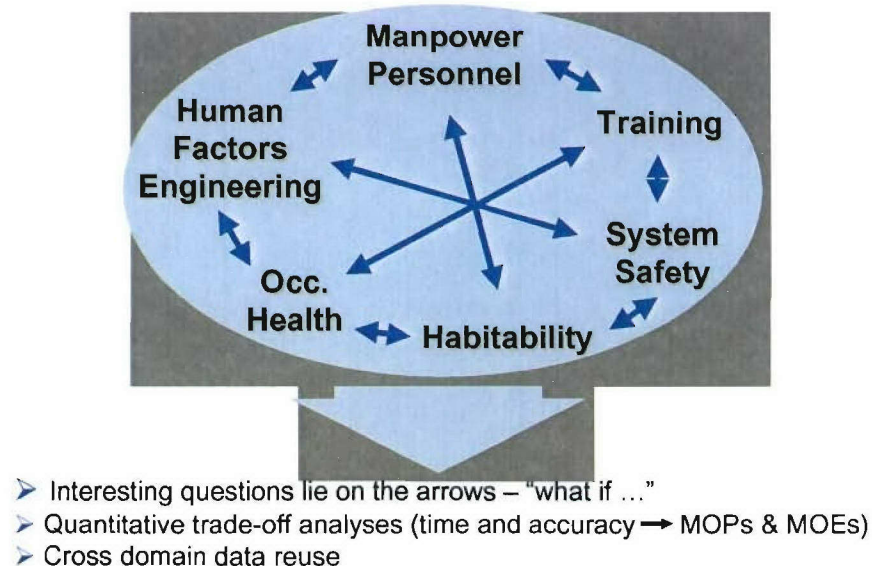 Manpower
Personnel
Human
Factors
Engineering
Training
System
Safety
Occ.
Health
Habitability
➢ Interesting questions lie on the arrows – “what if ...”
➢ Quantitative trade-off analyses (time and accuracy → MOPs & MOEs)
➢ Cross domain data reuse